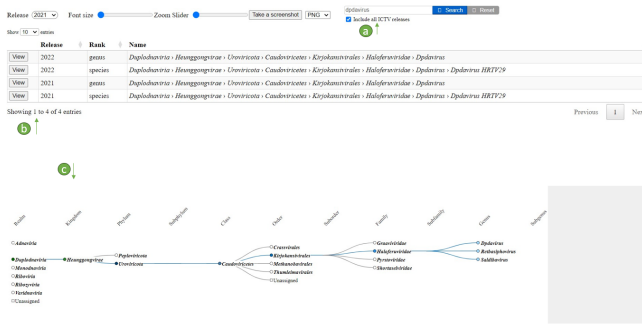 Release 2021 Font size Zoom Slider Take a screenshot PNG dpdavirus Search Reset
Include all ICTV releases
a
Show 10 entries
Release Rank Name
View 2022 genus Duplodnaviria › Heunggongvirae › Uroviricota › Caudoviricetes › Kirjokansivirales › Haloferuviridae › Dpdavirus
View 2022 species Duplodnaviria › Heunggongvirae › Uroviricota › Caudoviricetes › Kirjokansivirales › Haloferuviridae › Dpdavirus › Dpdavirus HRTV29
View 2021 genus Duplodnaviria › Heunggongvirae › Uroviricota › Caudoviricetes › Kirjokansivirales › Haloferuviridae › Dpdavirus
View 2021 species Duplodnaviria › Heunggongvirae › Uroviricota › Caudoviricetes › Kirjokansivirales › Haloferuviridae › Dpdavirus › Dpdavirus HRTV29
Showing 1 to 4 of 4 entries Previous 1
b
c
Realm Kingdom Phylum Subphylum Class Order Suborder Family Subfamily Genus Subgenus
Adnaviria Crassvirales Graaviviridae Dpdavirus
Duplodnaviria Heunggongvirae Peploviricota Kirjokansivirales Haloferuviridae Retbasiphovirus
Monodnaviria Uroviricota Caudoviricetes Methanobavirales Pyrstoviridae Saldibavirus
Riboviria Thumleimavirales Shortaselviridae
Ribozyviria Unassigned
Varidnaviria
Unassigned